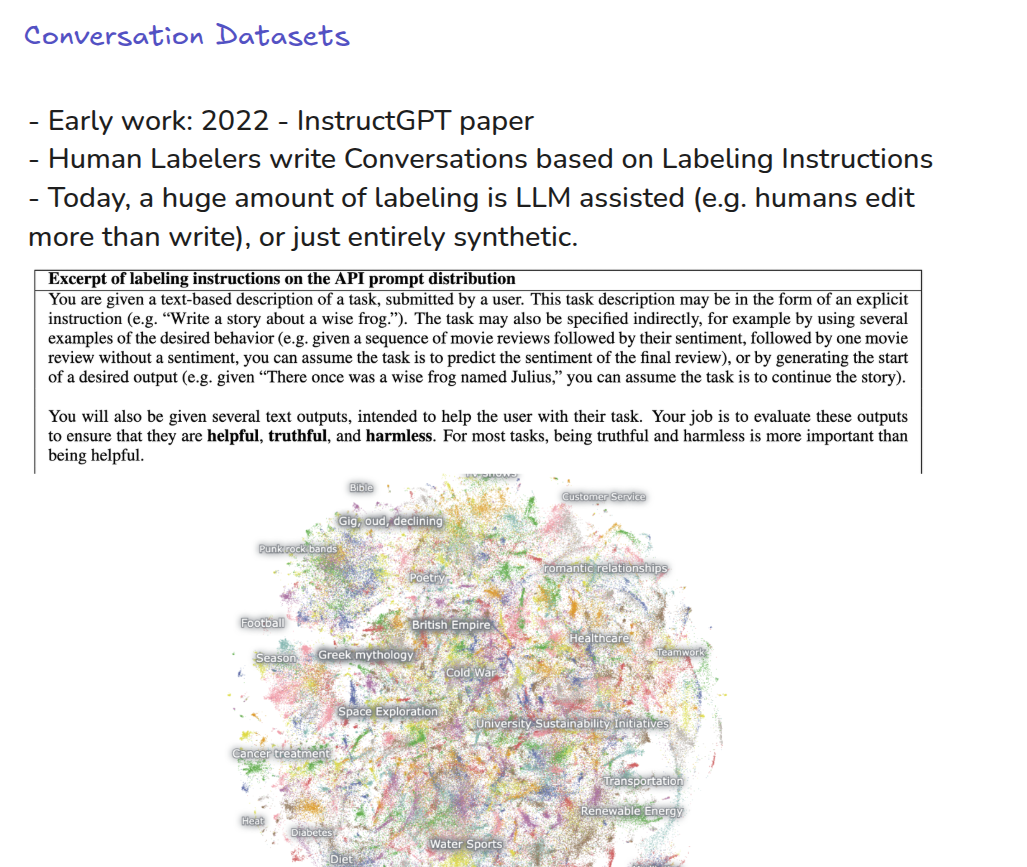 Conversation Datasets
- Early work: 2022 - InstructGPT paper
- Human Labelers write Conversations based on Labeling Instructions
- Today, a huge amount of labeling is LLM assisted (e.g. humans edit
more than write), or just entirely synthetic.
Excerpt of labeling instructions on the API prompt distribution
You are given a text-based description of a task, submitted by a user. This task description may be in the form of an explicit
instruction (e.g. “Write a story about a wise frog.”). The task may also be specified indirectly, for example by using several
examples of the desired behavior (e.g. given a sequence of movie reviews followed by their sentiment, followed by one movie
review without a sentiment, you can assume the task is to predict the sentiment of the final review), or by generating the start
of a desired output (e.g. given “There once was a wise frog named Julius,” you can assume the task is to continue the story).
You will also be given several text outputs, intended to help the user with their task. Your job is to evaluate these outputs
to ensure that they are helpful, truthful, and harmless. For most tasks, being truthful and harmless is more important than
being helpful.
Bible
Customer Service
Gig, oud, declining
Punk rock bands
romantic relationships
Poetry
Football
British Empire
Healthcare
Teamwork
Season
Greek mythology
Cold War
Space Exploration
University Sustainability Initiatives
Cancer treatment
Transportation
Renewable Energy
Heat
Diabetes
Water Sports
Diet